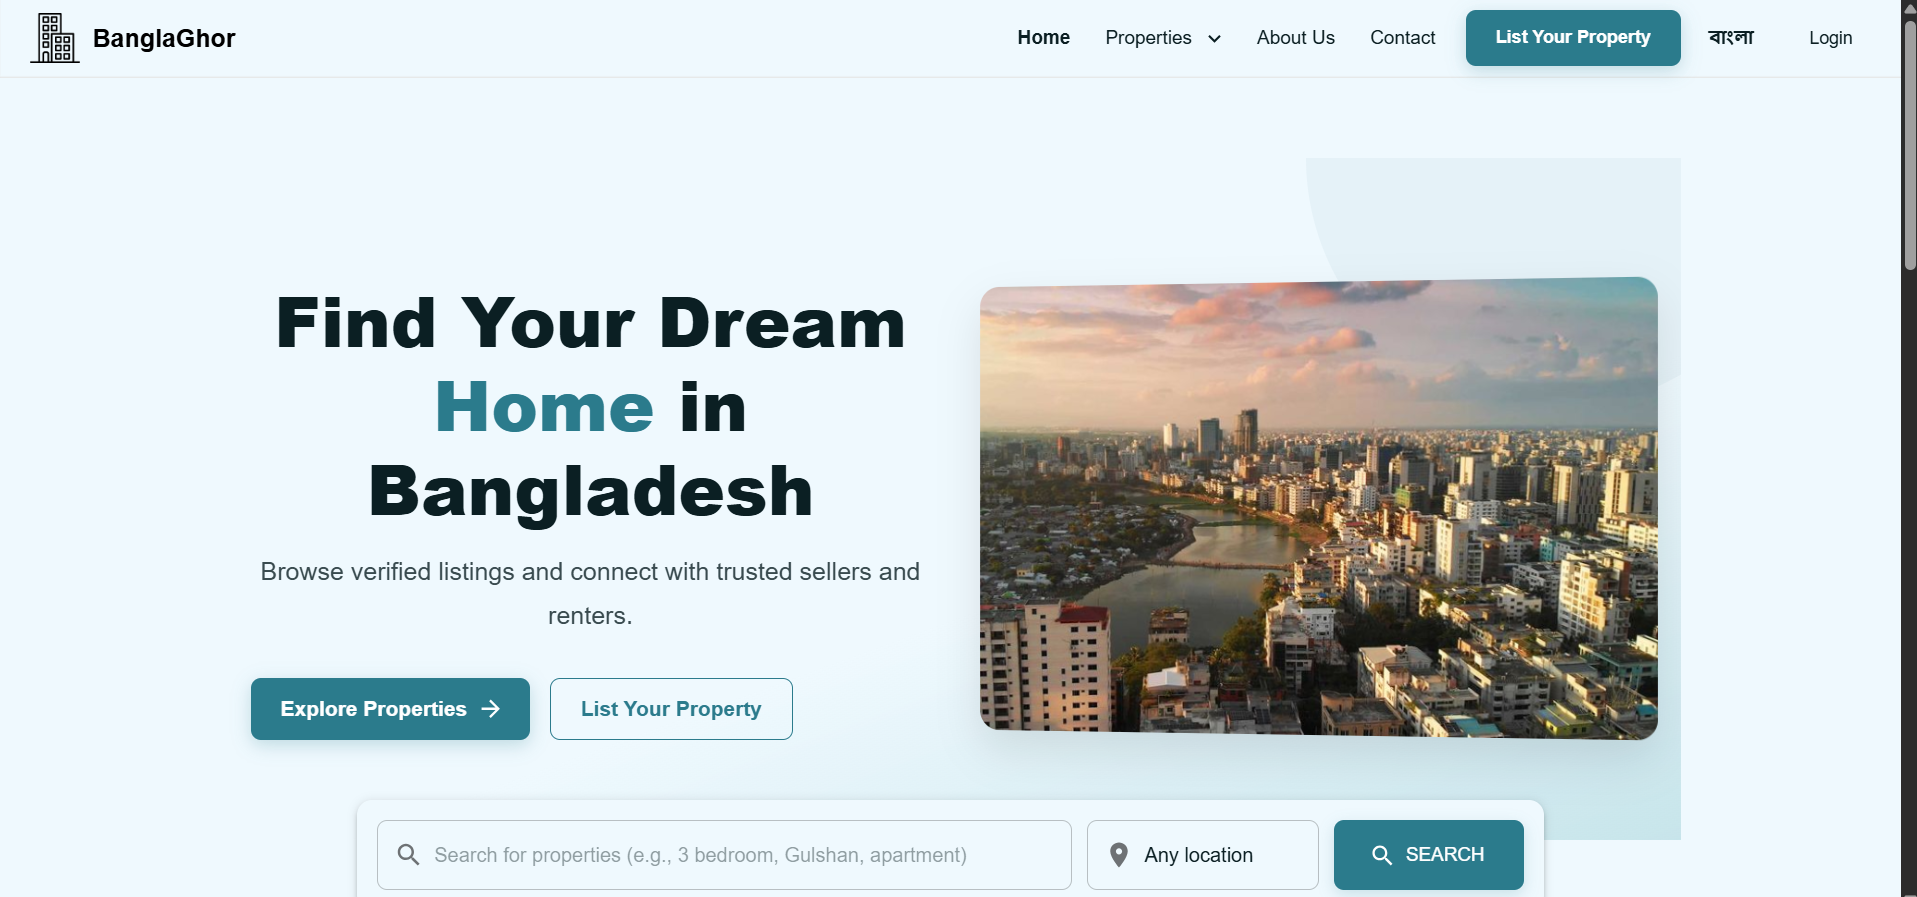 BanglaGhor
Home
Properties
About Us
Contact
List Your Property
বাংলা
Login
Find Your Dream
Home in
Bangladesh
Browse verified listings and connect with trusted sellers and
renters.
Explore Properties
List Your Property
Search for properties (e.g., 3 bedroom, Gulshan, apartment)
Any location
SEARCH